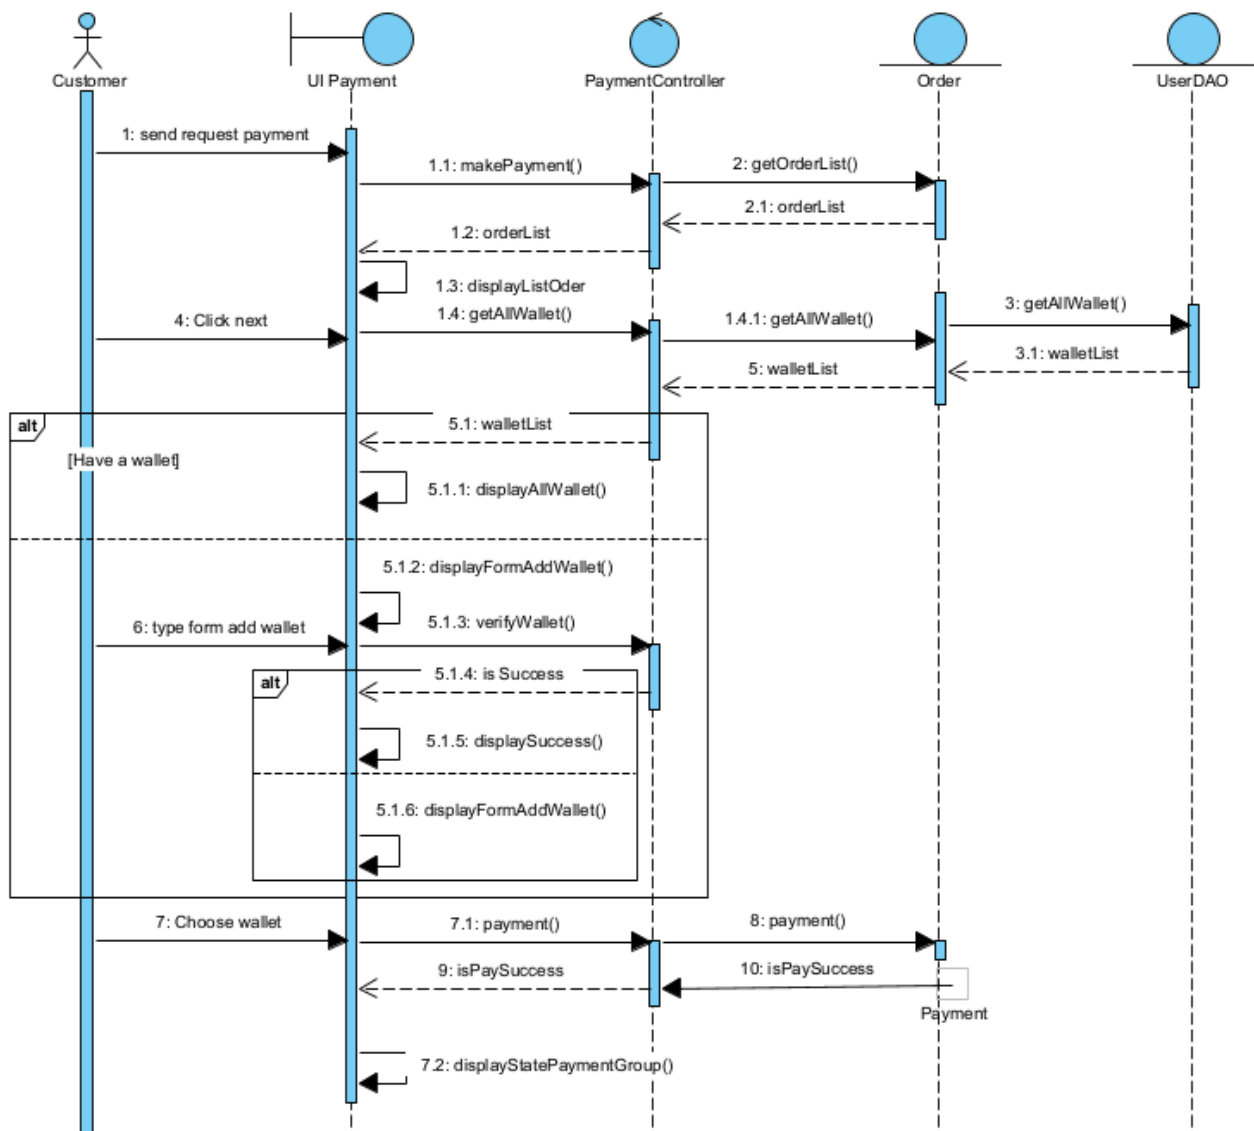 Customer
UI Payment
PaymentController
Order
UserDAO
1: send request payment
1.1: makePayment()
2: getOrderList()
2.1: orderList
1.2: orderList
1.3: displayListOder
4: Click next
1.4: getAllWallet()
1.4.1: getAllWallet()
3: getAllWallet()
3.1: walletList
5: walletList
alt
5.1: walletList
[Have a wallet]
5.1.1: displayAllWallet()
5.1.2: displayFormAddWallet()
6: type form add wallet
5.1.3: verifyWallet()
alt
5.1.4: is Success
5.1.5: displaySuccess()
5.1.6: displayFormAddWallet()
7: Choose wallet
7.1: payment()
8: payment()
9: isPaySuccess
10: isPaySuccess
Payment
7.2: displayStatePaymentGroup()